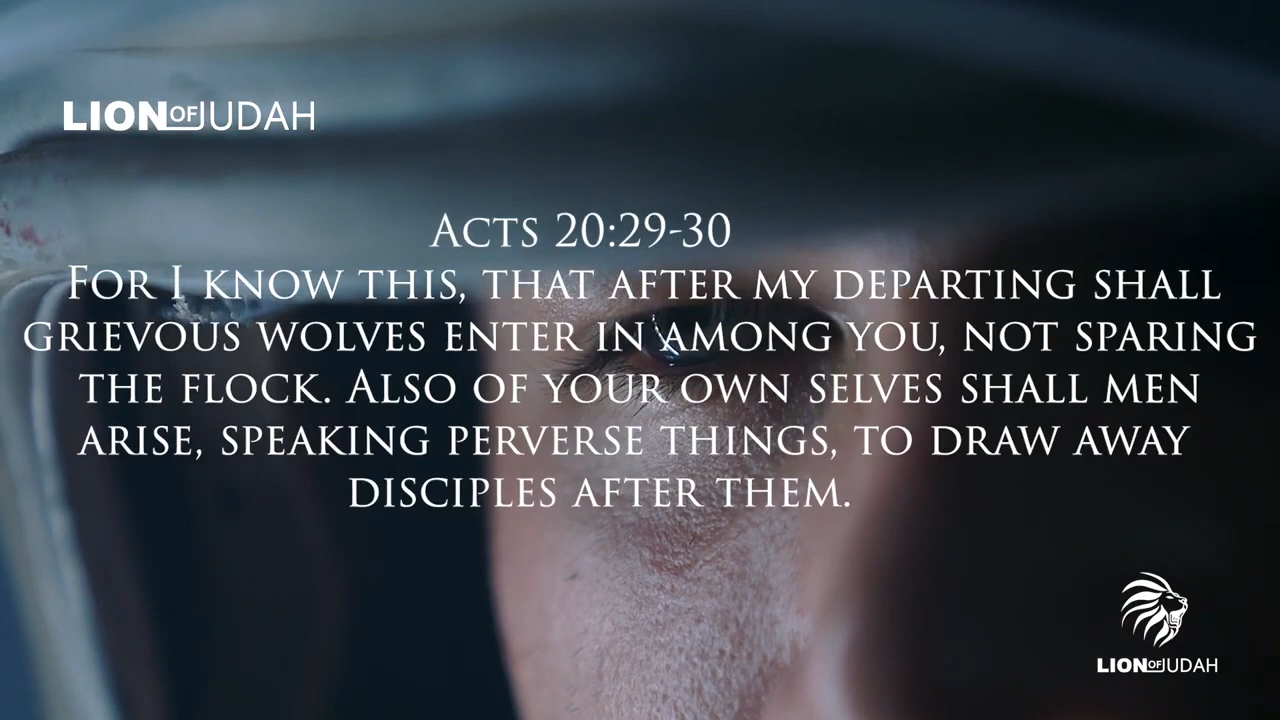 LION OF JUDAH
Acts 20:29-30
For I know this, that after my departing shall
grievous wolves enter in among you, not sparing
the flock. Also of your own selves shall men
arise, speaking perverse things, to draw away
disciples after them.
LION OF JUDAH